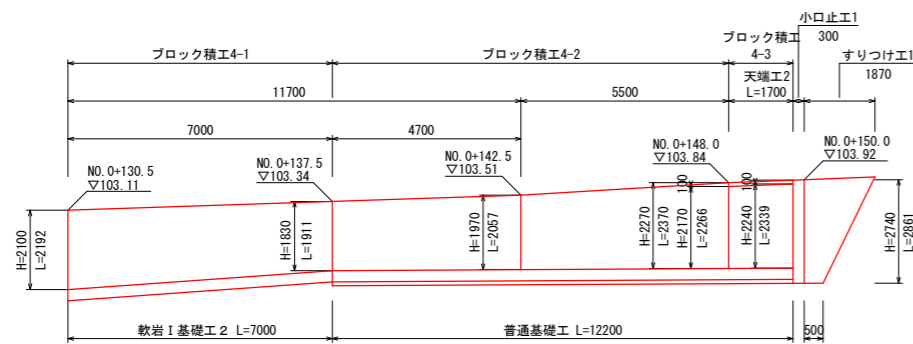 小口止工1
300
ブロック積工4-1
ブロック積工4-2
ブロック積工
4-3
すりつけ工1
1870
天端工2
L=1700
11700
5500
7000
4700
NO.0+130.5
▽103.11
NO.0+137.5
▽103.34
NO.0+142.5
▽103.51
NO.0+148.0
▽103.84
NO.0+150.0
▽103.92
H=2100
L=2192
H=1830
L=1911
H=1970
L=2057
H=2270
L=2370
100
H=2170
L=2266
100
H=2240
L=2339
H=2740
L=2861
軟岩Ⅰ基礎工2 L=7000
普通基礎工 L=12200
500